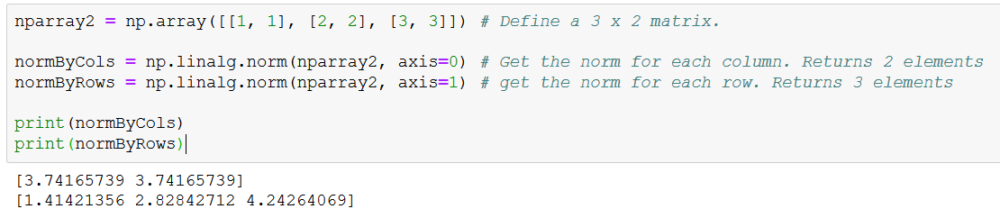 nparray2 = np.array([[1, 1], [2, 2], [3, 3]]) # Define a 3 x 2 matrix.
normByCols = np.linalg.norm(nparray2, axis=0) # Get the norm for each column. Returns 2 elements
normByRows = np.linalg.norm(nparray2, axis=1) # get the norm for each row. Returns 3 elements
print(normByCols)
print(normByRows)
[3.74165739 3.74165739]
[1.41421356 2.82842712 4.24264069]